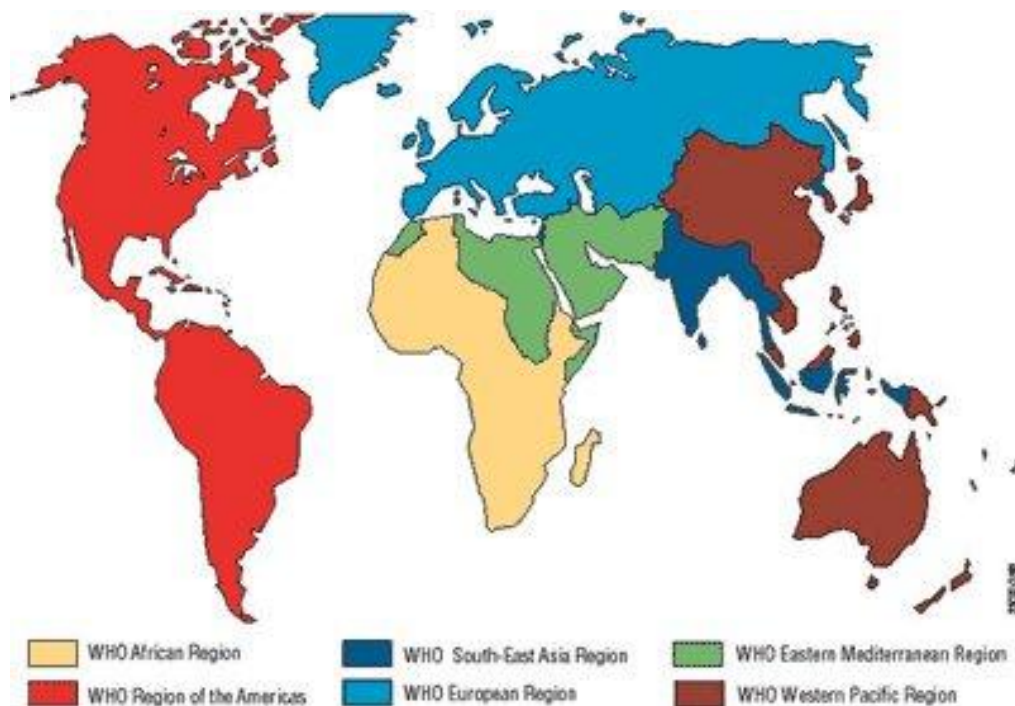 WHO African Region
WHO South-East Asia Region
WHO Eastern Mediterranean Region
WHO Region of the Americas
WHO European Region
WHO Western Pacific Region